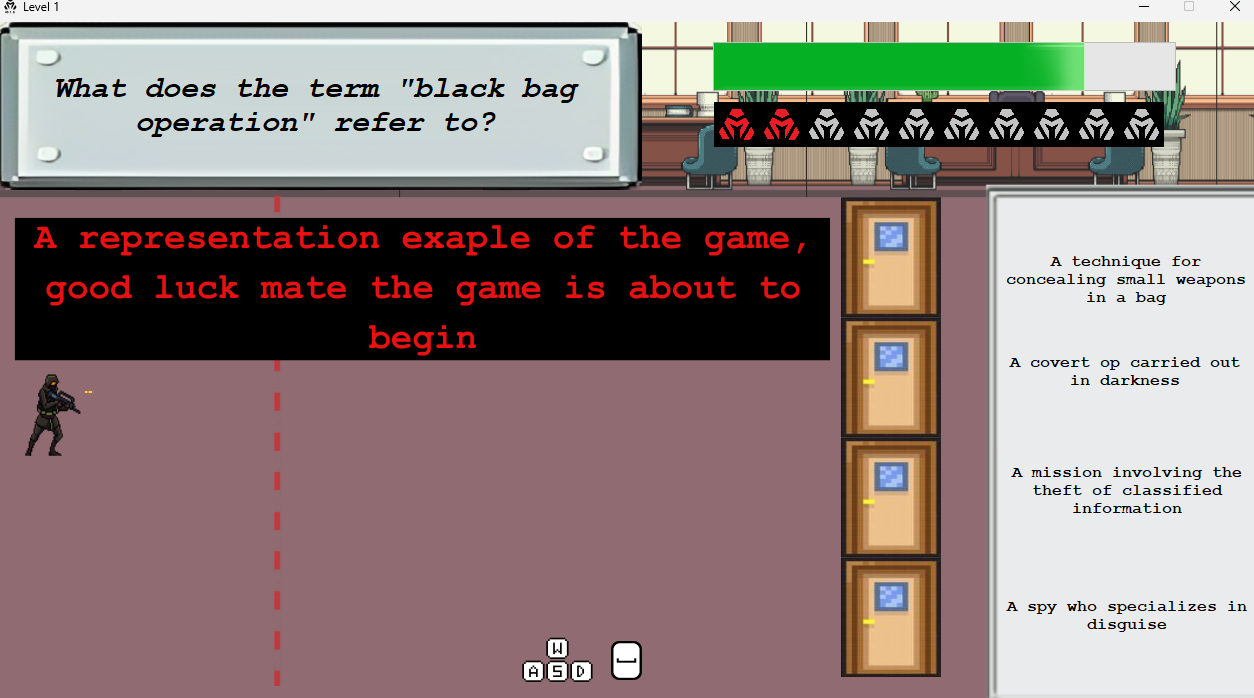 Level 1
What does the term "black bag
operation" refer to?
A representation exaple of the game,
good luck mate the game is about to
begin
A technique for
concealing small weapons
in a bag
A covert op carried out
in darkness
A mission involving the
theft of classified
information
A spy who specializes in
disguise
W
A S D